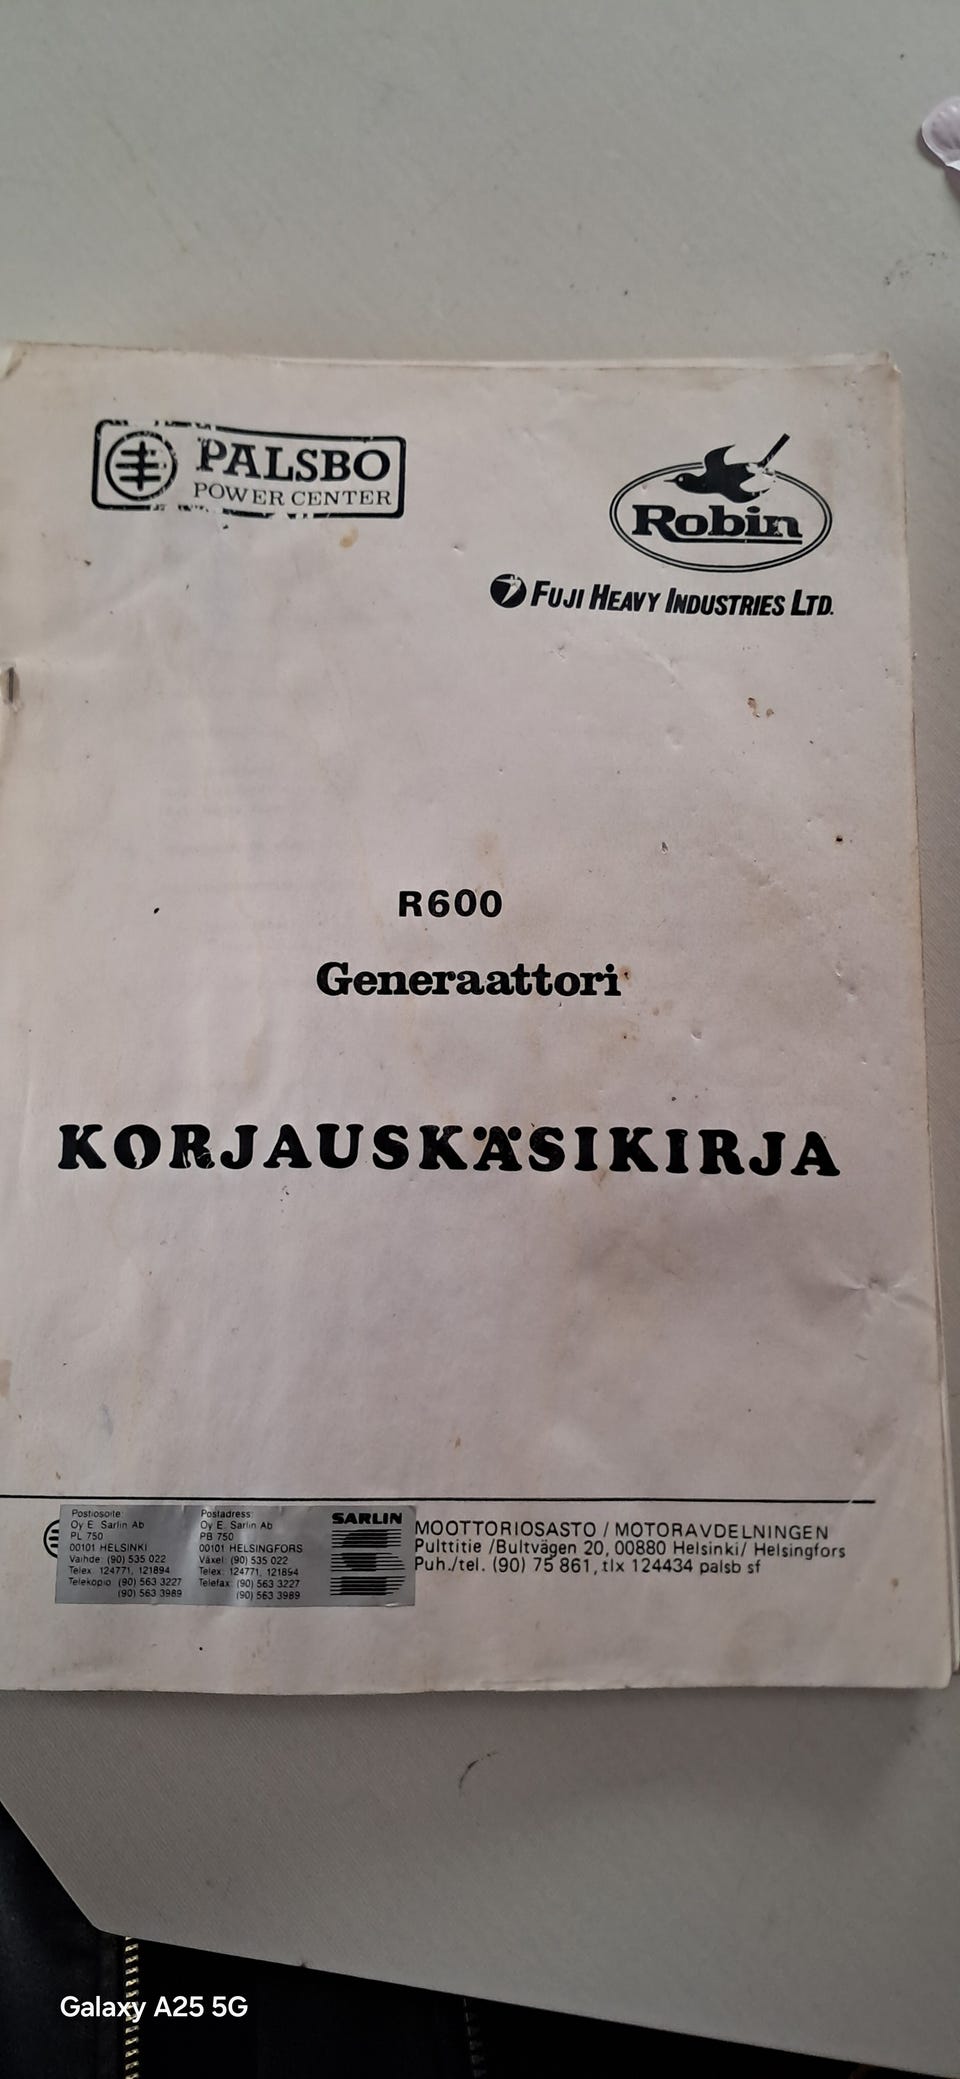 PALSBO
POWER CENTER
Robin
FUJI HEAVY INDUSTRIES LTD.
R600
Generaattori
KORJAUSKÄSIKIRJA
Postiosoite:
Oy E. Sarlin Ab
PL 750
00101 HELSINKI
Vaihde: (90) 535 022
Telex: 124771, 121894
Telekopio (90) 563 3227
(90) 563 3989
Postadress:
Oy E. Sarlin Ab
PB 750
00101 HELSINGFORS
Växel: (90) 535 022
Telex: 124771, 121894
Telefax: (90) 563 3227
(90) 563 3989
SARLIN
MOOTTORIOSASTO / MOTORAVDELNINGEN
Pulttitie /Bultvägen 20, 00880 Helsinki/ Helsingfors
Puh./tel. (90) 75 861, tlx 124434 palsb sf
Galaxy A25 5G